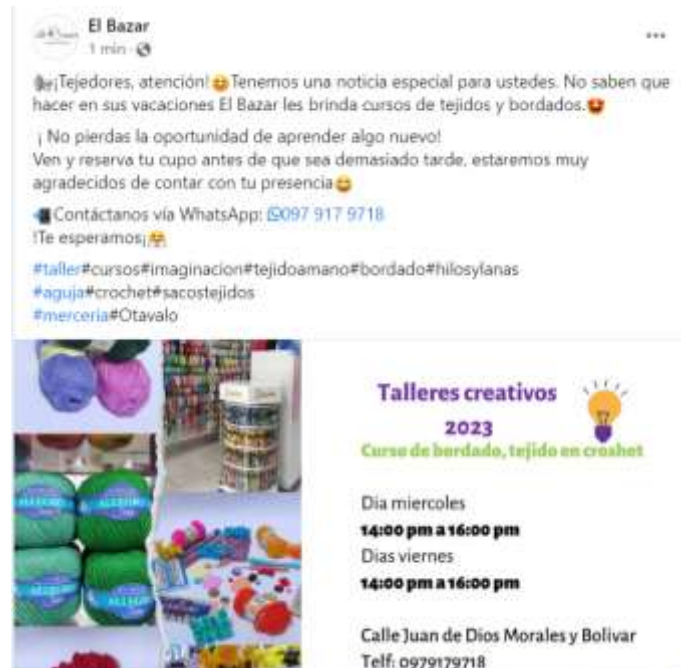 El Bazar
1 min
¡Tejedores, atención! Tenemos una noticia especial para ustedes. No saben que
hacer en sus vacaciones El Bazar les brinda cursos de tejidos y bordados.
¡ No pierdas la oportunidad de aprender algo nuevo!
Ven y reserva tu cupo antes de que sea demasiado tarde, estaremos muy
agradecidos de contar con tu presencia
Contáctanos vía WhatsApp: 097 917 9718
!Te esperamos¡
#taller#cursos#imaginacion#tejidoamano#bordado#hilosylanas
#aguja#crochet#sacostejidos
#merceria#Otavalo
Talleres creativos
2023
Curso de bordado, tejido en croshet
Dia miercoles
14:00 pm a 16:00 pm
Dias viernes
14:00 pm a 16:00 pm
Calle Juan de Dios Morales y Bolivar
Telf: 0979179718